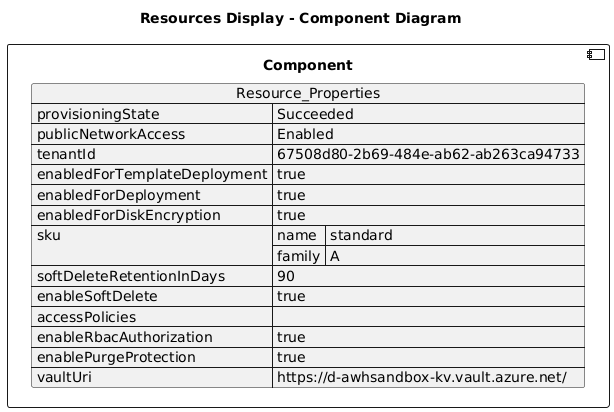 Resources Display - Component Diagram
Component
Resource_Properties
provisioningState Succeeded
publicNetworkAccess Enabled
tenantId 67508d80-2b69-484e-ab62-ab263ca94733
enabledForTemplateDeployment true
enabledForDeployment true
enabledForDiskEncryption true
sku name standard
family A
softDeleteRetentionInDays 90
enableSoftDelete true
accessPolicies
enableRbacAuthorization true
enablePurgeProtection true
vaultUri https://d-awhsandbox-kv.vault.azure.net/